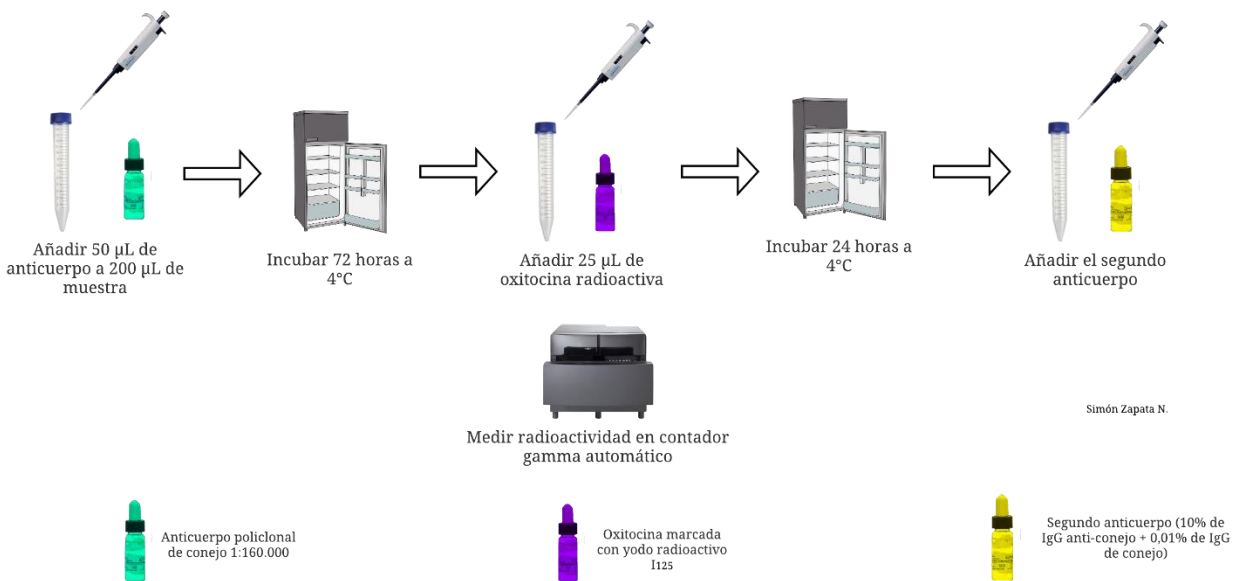 Añadir 50 μL de
anticuerpo a 200 μL de
muestra
Incubar 72 horas a
4°C
Añadir 25 μL de
oxitocina radioactiva
Incubar 24 horas a
4°C
Añadir el segundo
anticuerpo
Medir radioactividad en contador
gamma automático
Simón Zapata N.
Anticuerpo policlonal
de conejo 1:160.000
Oxitocina marcada
con yodo radioactivo
I125
Segundo anticuerpo (10% de
IgG anti-conejo + 0,01% de IgG
de conejo)